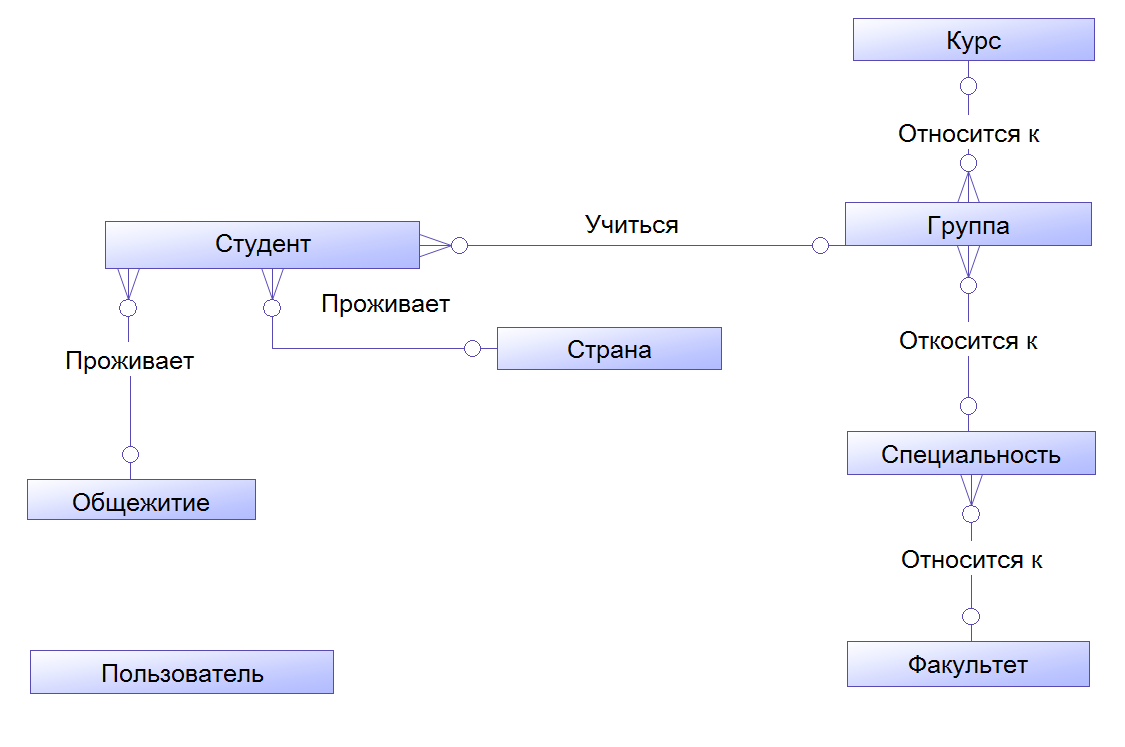 Курс
Относится к
Учиться
Группа
Студент
Проживает
Страна
Откосится к
Проживает
Специальность
Общежитие
Относится к
Пользователь
Факультет